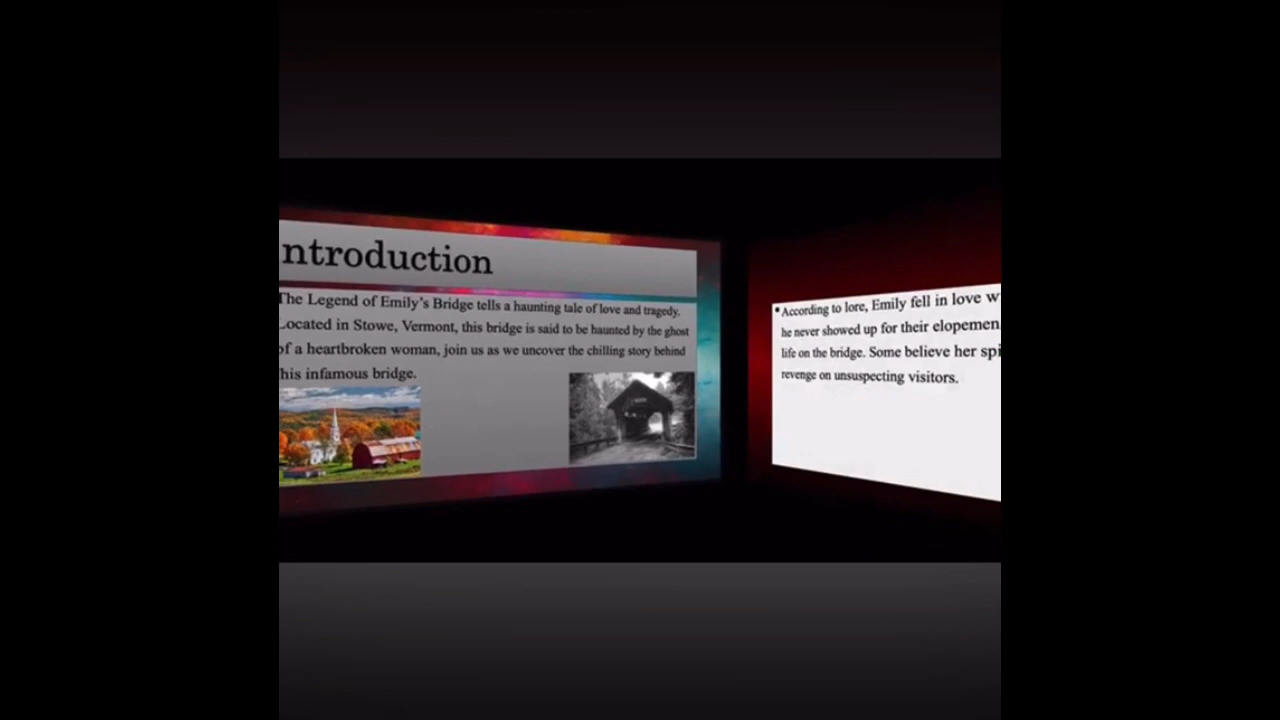 ntroduction
The Legend of Emily's Bridge tells a haunting tale of love and tragedy.
Located in Stowe, Vermont, this bridge is said to be haunted by the ghost
of a heartbroken woman, join us as we uncover the chilling story behind
his infamous bridge.
• According to lore, Emily fell in love w
he never showed up for their elopemen
life on the bridge. Some believe her spi
revenge on unsuspecting visitors.